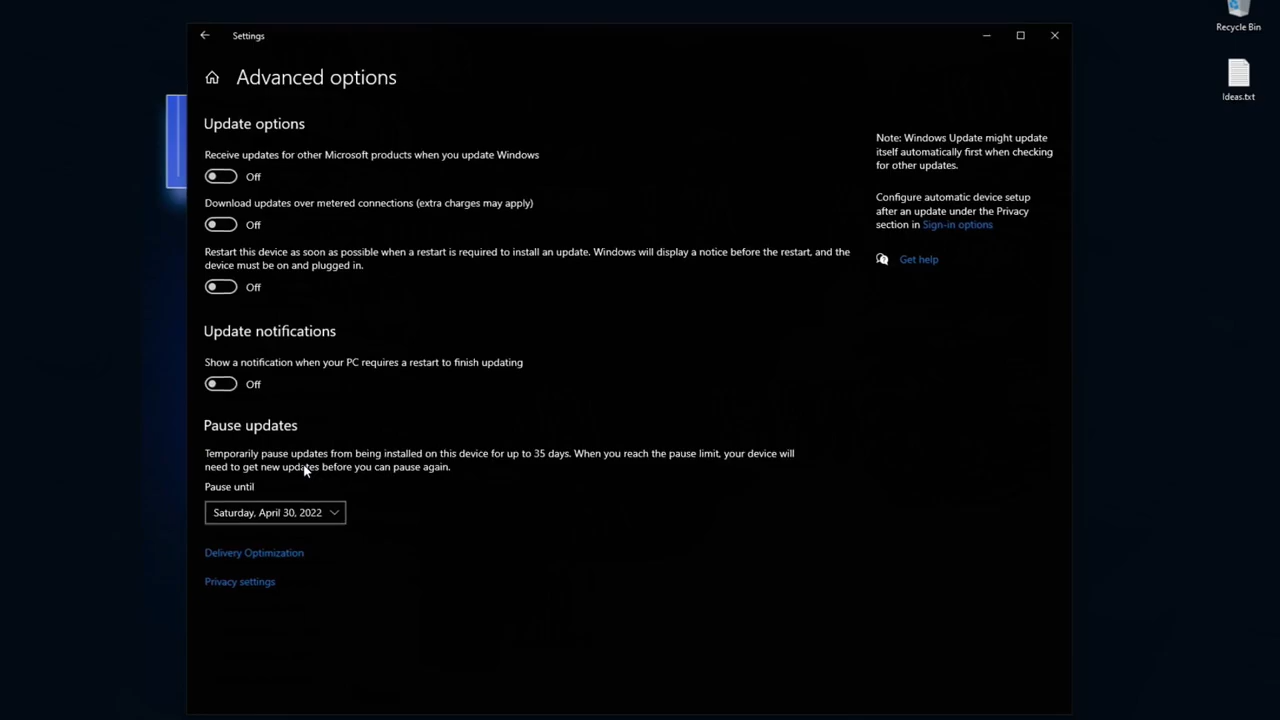 Settings
Advanced options
Update options
Receive updates for other Microsoft products when you update Windows
Off
Download updates over metered connections (extra charges may apply)
Off
Restart this device as soon as possible when a restart is required to install an update. Windows will display a notice before the restart, and the
device must be on and plugged in.
Off
Update notifications
Show a notification when your PC requires a restart to finish updating
Off
Pause updates
Temporarily pause updates from being installed on this device for up to 35 days. When you reach the pause limit, your device will
need to get new updates before you can pause again.
Pause until
Saturday, April 30, 2022
Delivery Optimization
Privacy settings
Note: Windows Update might update
itself automatically first when checking
for other updates.
Configure automatic device setup
after an update under the Privacy
section in Sign-in options
Get help
Recycle Bin
Ideas.txt